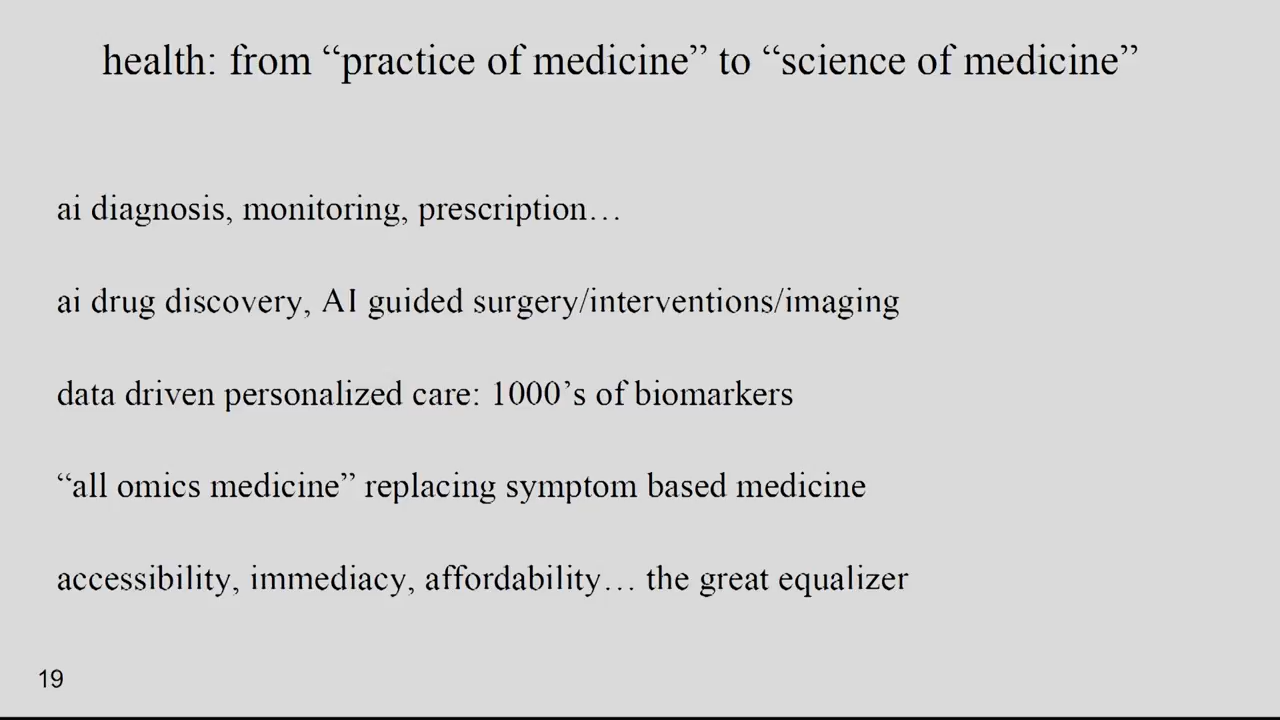 health: from “practice of medicine” to “science of medicine”
ai diagnosis, monitoring, prescription…
ai drug discovery, AI guided surgery/interventions/imaging
data driven personalized care: 1000’s of biomarkers
“all omics medicine” replacing symptom based medicine
accessibility, immediacy, affordability… the great equalizer
19